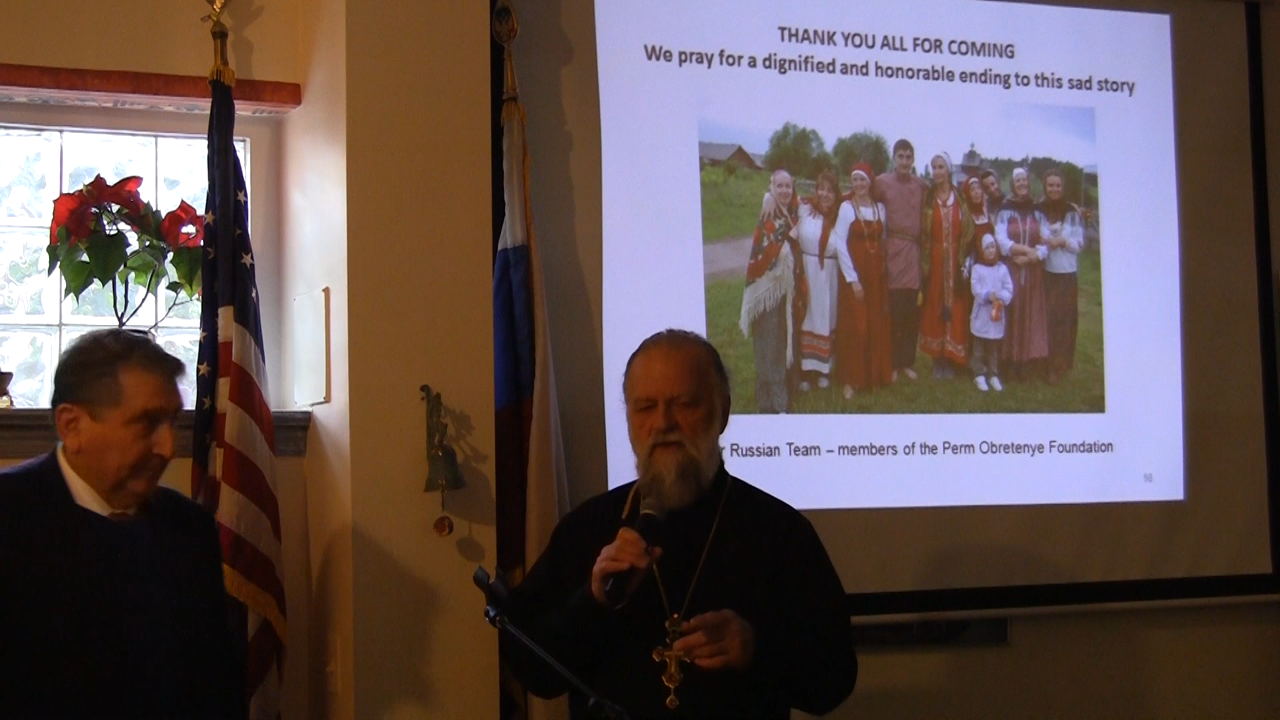 THANK YOU ALL FOR COMING
We pray for a dignified and honorable ending to this sad story
Russian Team – members of the Perm Obretenye Foundation